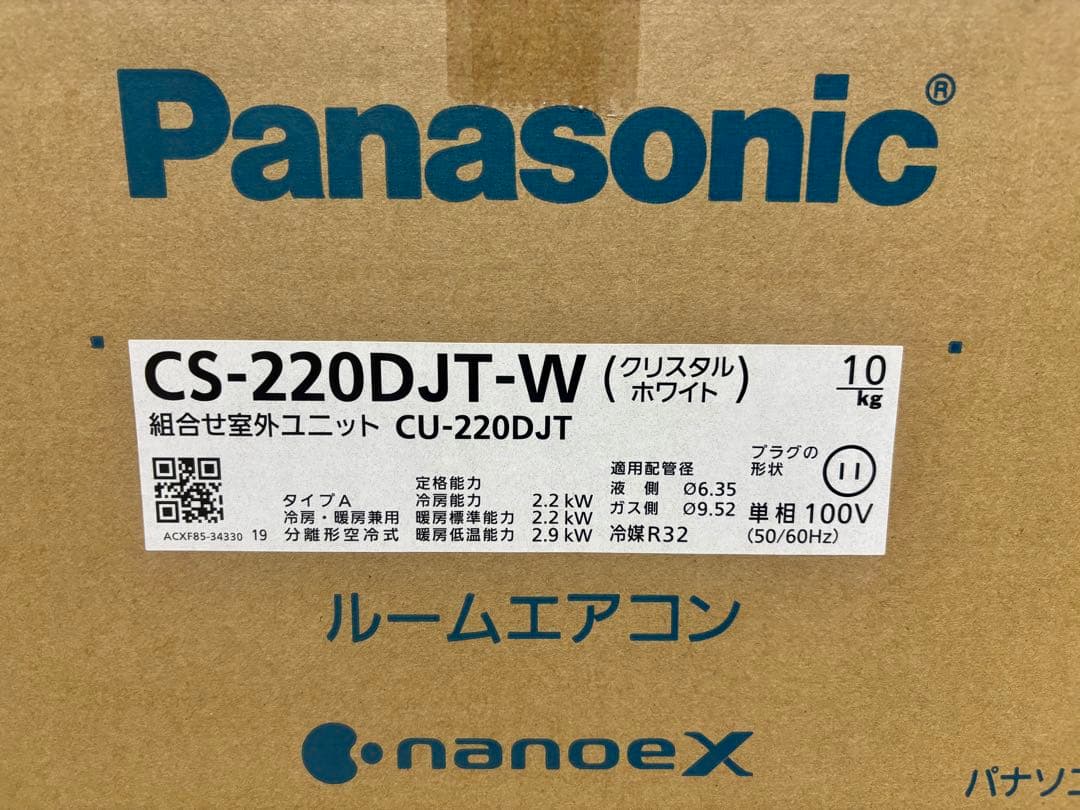 Panasonic®
CS-220DJT-W (クリスタルホワイト) 10 kg
組合せ室外ユニット CU-220DJT
タイプA
冷房・暖房兼用
分離形空冷式
定格能力
冷房能力 2.2 kW
暖房標準能力 2.2 kW
暖房低温能力 2.9 kW
適用配管径
液 側 Ø6.35
ガス側 Ø9.52
冷媒R32
プラグの
形状
単相 100V
(50/60Hz)
ACXF85-34330 19
ルームエアコン
nanoeX
パナソニ